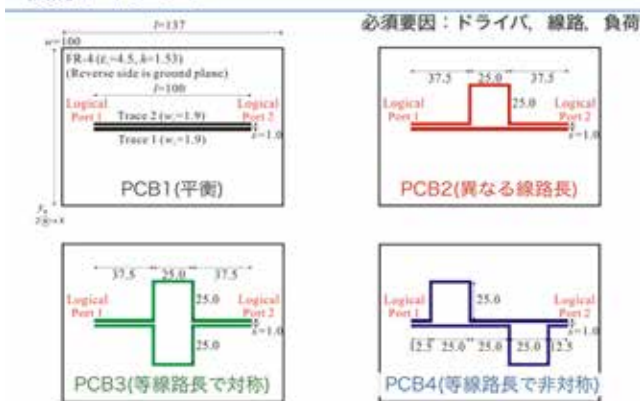 必須要因：ドライバ, 線路, 負荷
l=137
w=100
FR-4 (εr=4.5, h=1.53)
(Reverse side is ground plane)
l=100
Logical
Port 1
Logical
Port 2
Trace 2 (w=1.9)
Trace 1 (w=1.9)
s=1.0
PCB1(平衡)
37.5
25.0
37.5
25.0
Logical
Port 1
Logical
Port 2
s=1.0
PCB2(異なる線路長)
37.5
25.0
37.5
25.0
Logical
Port 1
Logical
Port 2
s=1.0
25.0
PCB3(等線路長で対称)
25.0
Logical
Port 1
Logical
Port 2
s=1.0
12.5
25.0
25.0
25.0
12.5
PCB4(等線路長で非対称)